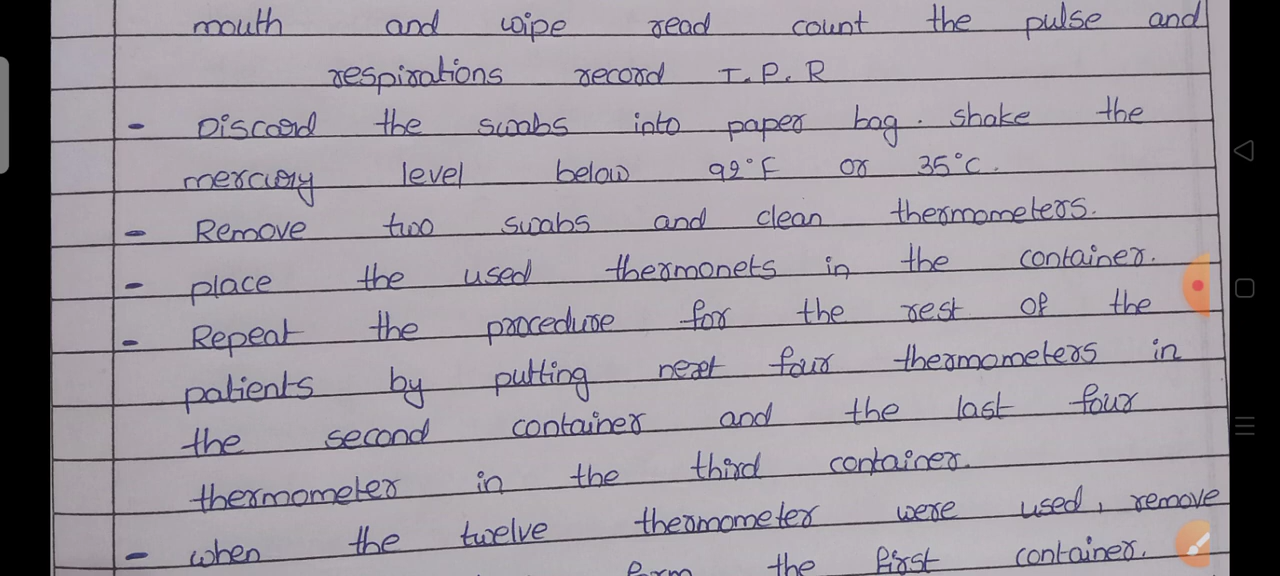 mouth and wipe read count the pulse and
respirations record T.P.R
- Discard the swabs into paper bag. shake the
mercury level below 92°F or 35°C.
- Remove two swabs and clean thermometers.
- place the used thermonets in the container.
- Repeat the procedure for the rest of the
patients by putting next four thermometers in
the second container and the last four
thermometer in the third container.
- when the twelve thermometer were used, remove
form the first container.